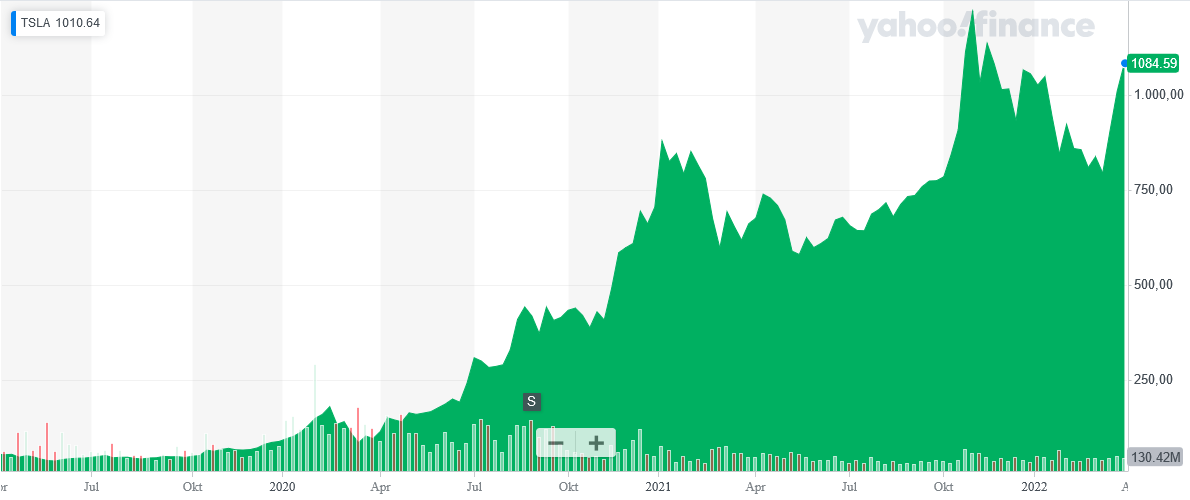 TSLA 1010.64
yahoo!finance
1084.59
1.000,00
750,00
500,00
250,00
S
130.42M
Jul Okt 2020 Apr Jul Okt 2021 Apr Jul Okt 2022